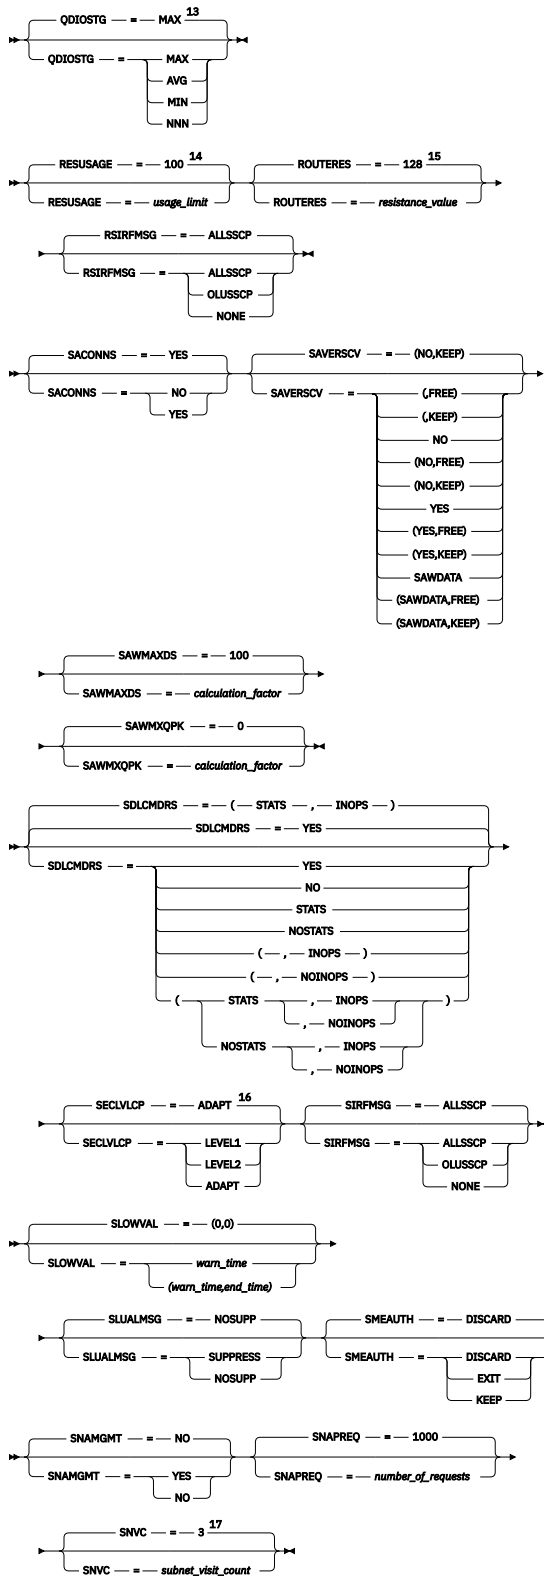 QDIOSTG = MAX 13
QDIOSTG = MAX
AVG
MIN
NNN
RESUSAGE = 100 14 ROUTERES = 128 15
RESUSAGE = usage_limit ROUTERES = resistance_value
RSIRFMSG = ALLSSCP
RSIRFMSG = ALLSSCP
OLUSSCP
NONE
SACONNS = YES SAVERSCV = (NO,KEEP)
SACONNS = NO SAVERSCV = (,FREE)
YES (,KEEP)
NO
(NO,FREE)
(NO,KEEP)
YES
(YES,FREE)
(YES,KEEP)
SAWDATA
(SAWDATA,FREE)
(SAWDATA,KEEP)
SAWMAXDS = 100
SAWMAXDS = calculation_factor
SAWMXQPK = 0
SAWMXQPK = calculation_factor
SDLCMDRS = ( STATS , INOPS )
SDLCMDRS = YES
SDLCMDRS = YES
NO
STATS
NOSTATS
( , INOPS )
( , NOINOPS )
( STATS , INOPS )
, NOINOPS
NOSTATS , INOPS
, NOINOPS
SECLVLCP = ADAPT 16 SIRFMSG = ALLSSCP
SECLVLCP = LEVEL1 SIRFMSG = ALLSSCP
LEVEL2 OLUSSCP
ADAPT NONE
SLOWVAL = (0,0)
SLOWVAL = warn_time
(warn_time,end_time)
SLUALMSG = NOSUPP SMEAUTH = DISCARD
SLUALMSG = SUPPRESS SMEAUTH = DISCARD
NOSUPP EXIT
KEEP
SNAMGMT = NO SNAPREQ = 1000
SNAMGMT = YES SNAPREQ = number_of_requests
NO
SNVC = 3 17
SNVC = subnet_visit_count